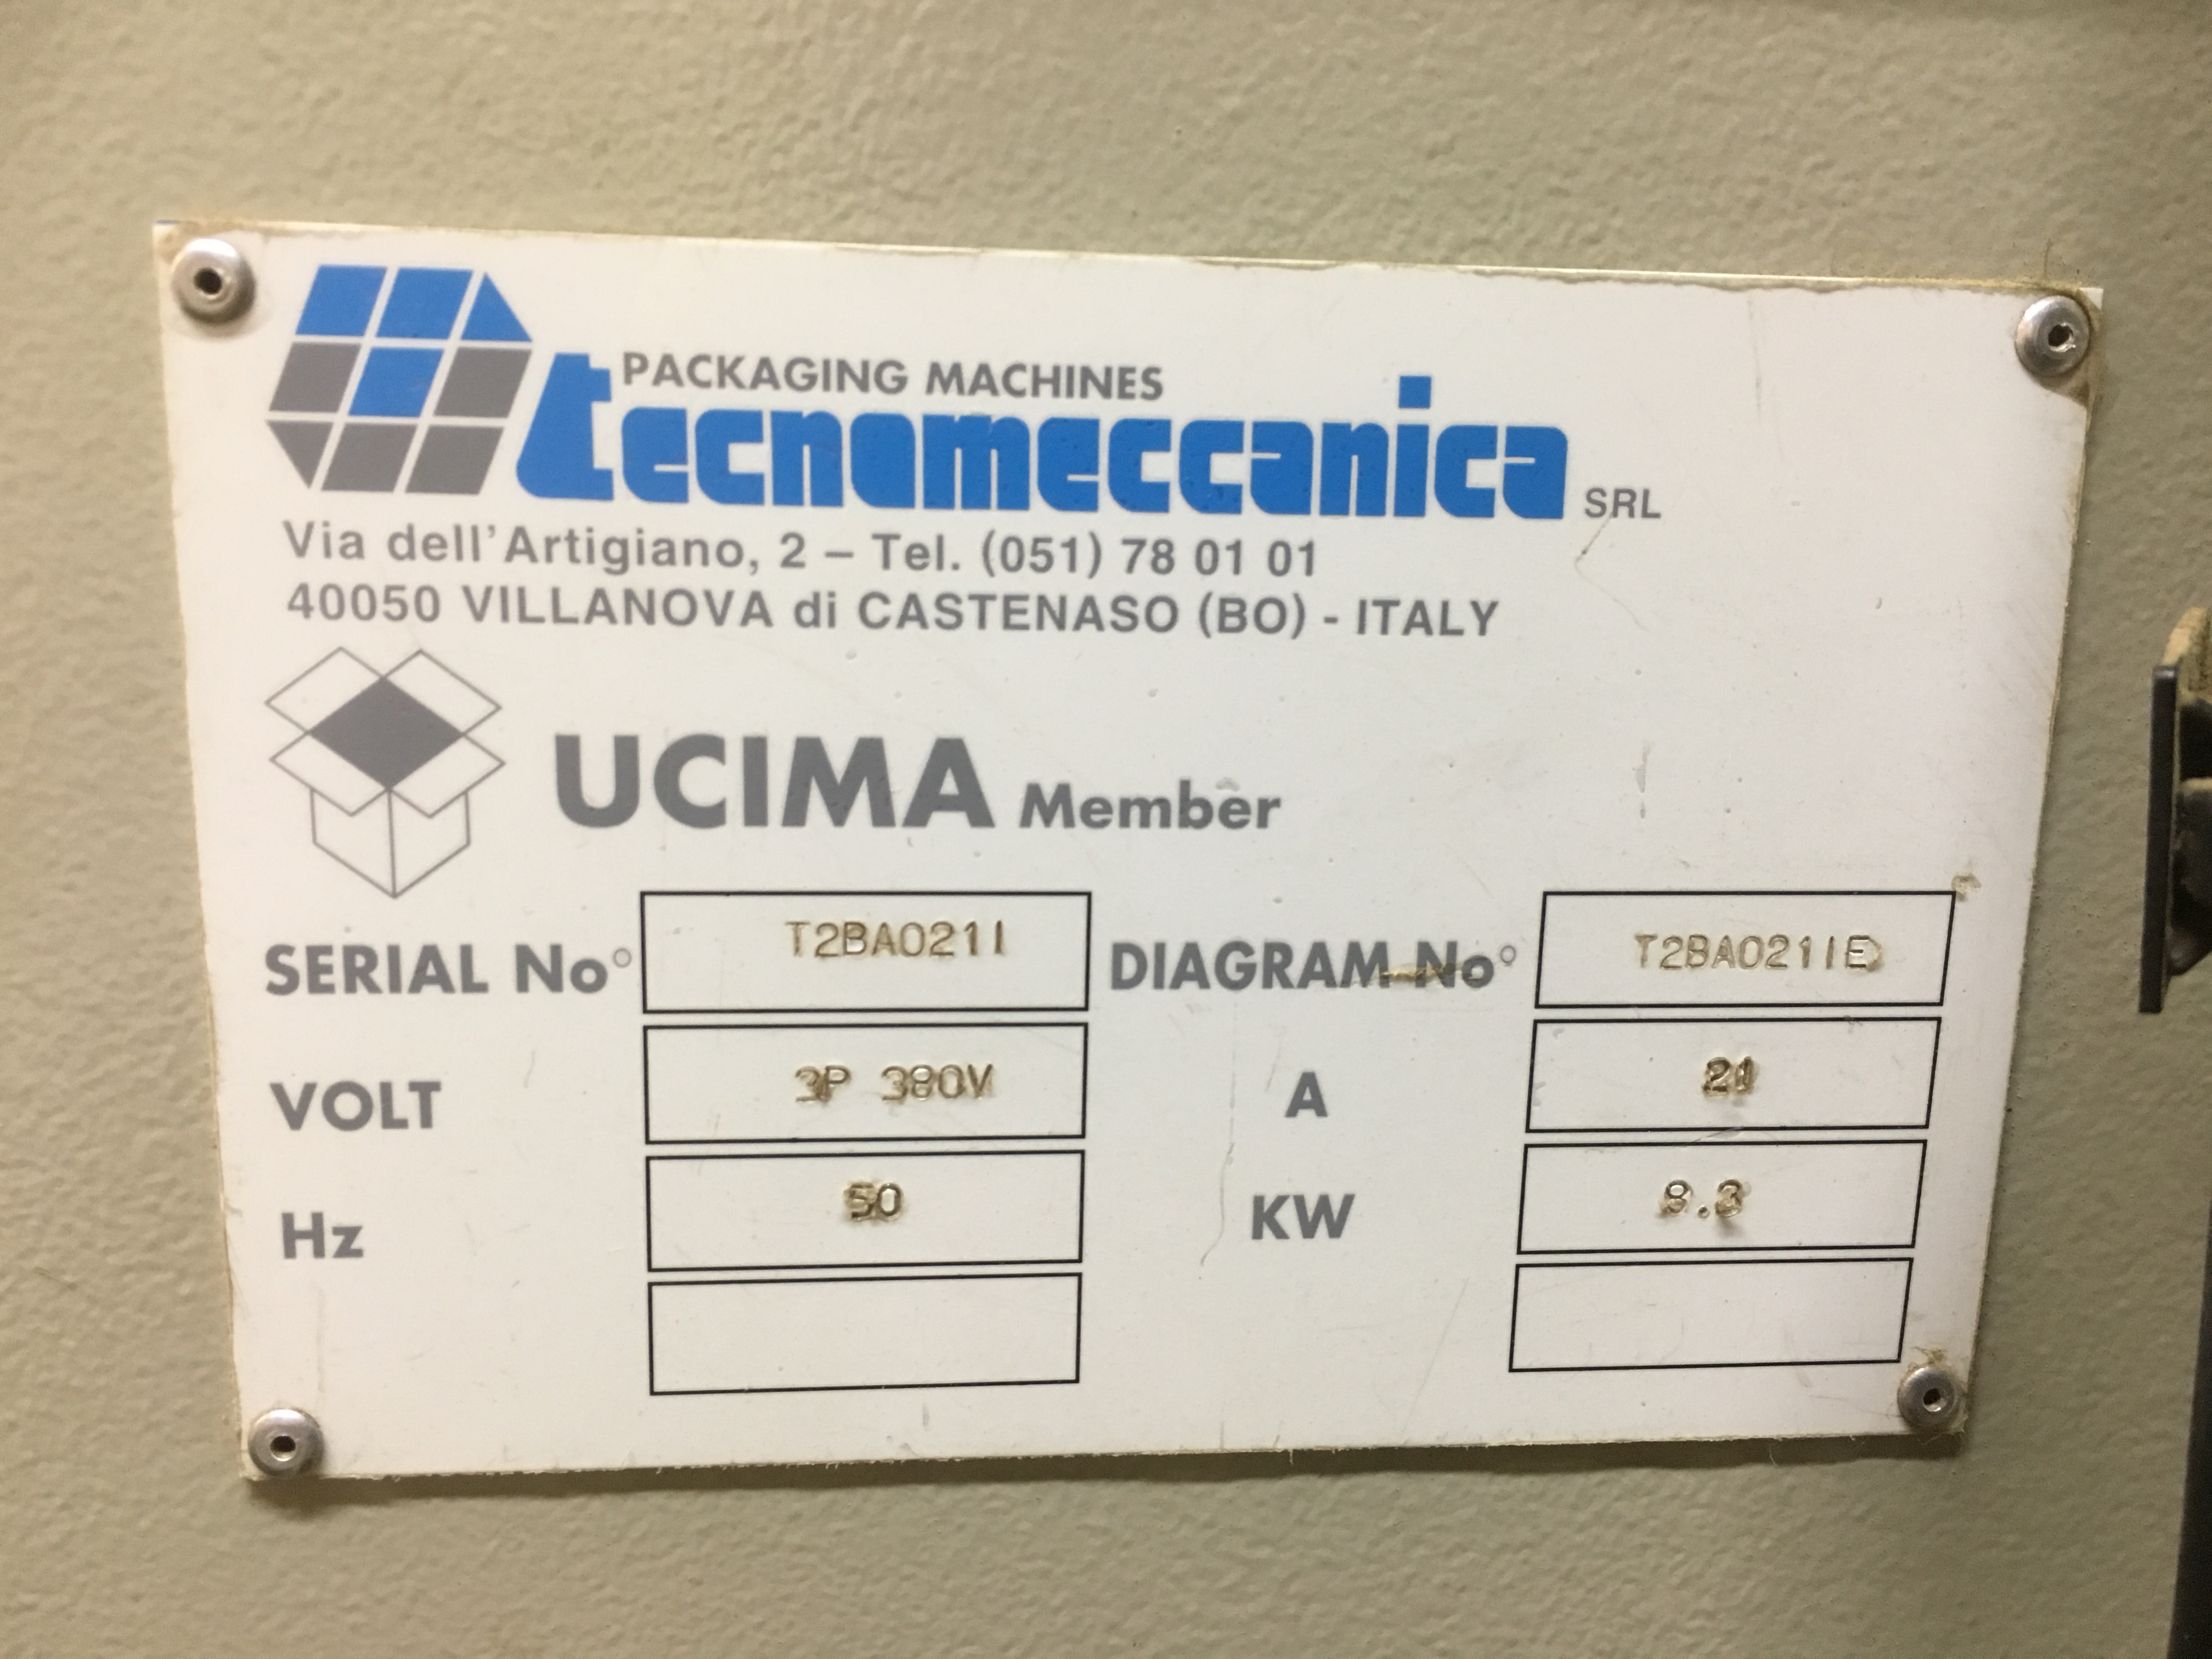 PACKAGING MACHINES
tecnomeccanica SRL
Via dell'Artigiano, 2 – Tel. (051) 78 01 01
40050 VILLANOVA di CASTENASO (BO) - ITALY
UCIMA Member
SERIAL No° T2BA0211 DIAGRAM No° T2BA0211E
VOLT 3P 380V A 21
Hz 50 KW 8.3